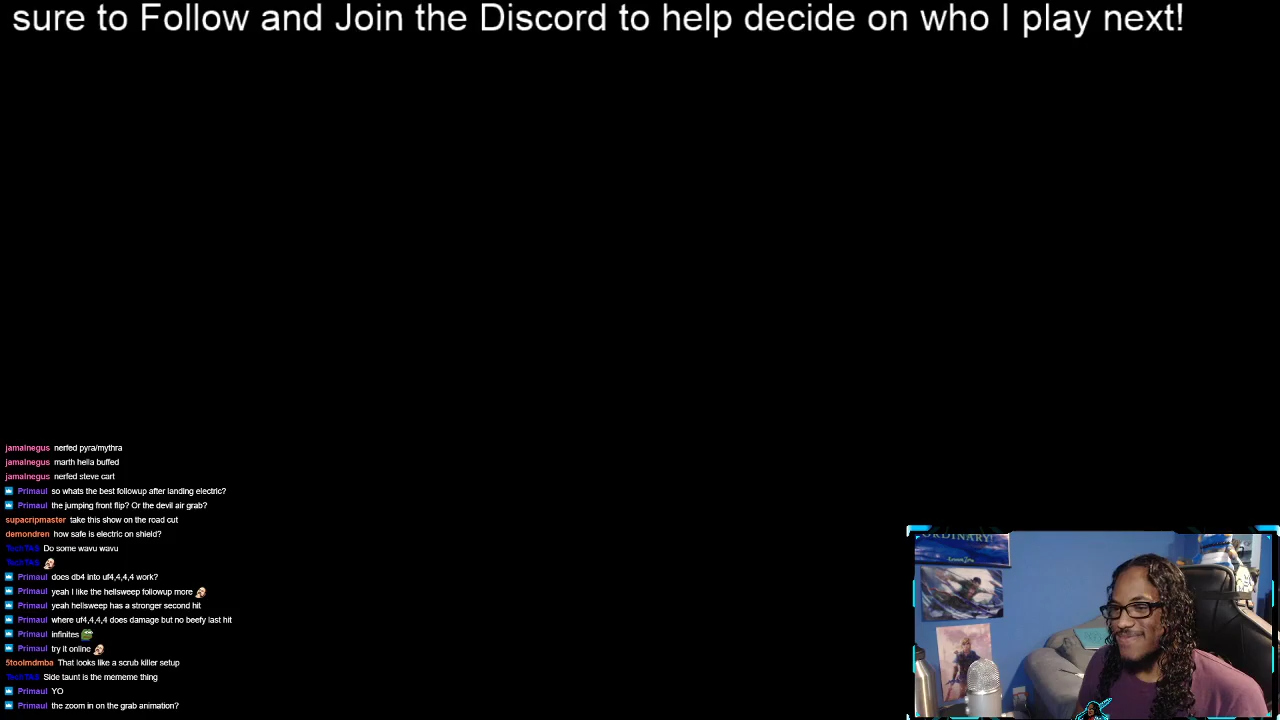 sure to Follow and Join the Discord to help decide on who I play next!
jamalnegus nerfed pyra/mythra
jamalnegus marth hella buffed
jamalnegus nerfed steve cart
Primaul so whats the best followup after landing electric?
Primaul the jumping front flip? Or the devil air grab?
supacripmaster take this show on the road cut
demondren how safe is electric on shield?
TechTAS Do some wavu wavu
TechTAS
Primaul does db4 into uf4,4,4,4 work?
Primaul yeah I like the hellsweep followup more
Primaul yeah hellsweep has a stronger second hit
Primaul where uf4,4,4,4 does damage but no beefy last hit
Primaul infinites
Primaul try it online
5toolmdmba That looks like a scrub killer setup
TechTAS Side taunt is the mememe thing
Primaul YO
Primaul the zoom in on the grab animation?
ORDINARY!